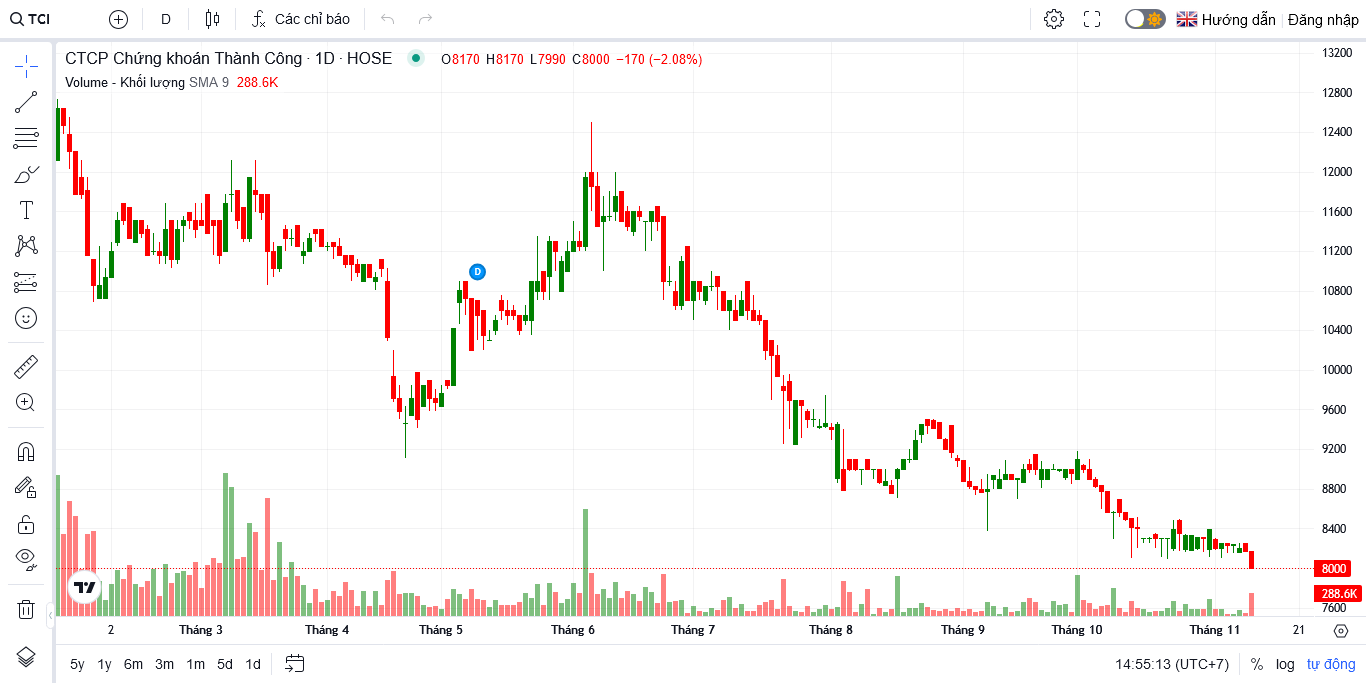 TCI D Các chỉ báo Hướng dẫn Đăng nhập
CTCP Chứng khoán Thành Công · 1D · HOSE O8170 H8170 L7990 C8000 −170 (−2.08%)
Volume - Khối lượng SMA 9 288.6K
D
13200
12800
12400
12000
11600
11200
10800
10400
10000
9600
9200
8800
8400
8000
288.6K
7600
2 Tháng 3 Tháng 4 Tháng 5 Tháng 6 Tháng 7 Tháng 8 Tháng 9 Tháng 10 Tháng 11 21
5y 1y 6m 3m 1m 5d 1d 14:55:13 (UTC+7) % log tự động